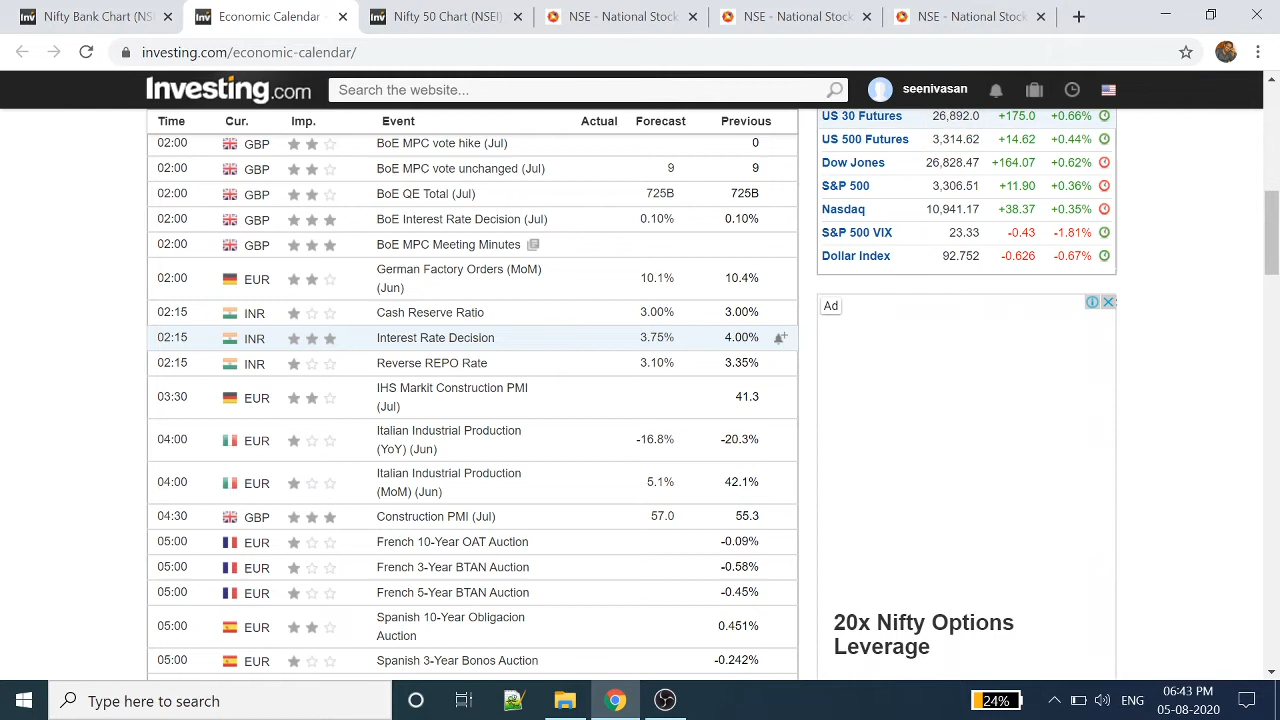 Nifty Bank Chart (NSEI
Economic Calendar -
Nifty 50 Chart (NSEI)
NSE - National Stock
NSE - National Stock
NSE - National Stock
investing.com/economic-calendar/
Investing.com
Search the website...
seenivasan
Time Cur. Imp. Event Actual Forecast Previous
02:00 GBP BoE MPC vote hike (Jul) 0
02:00 GBP BoE MPC vote unchanged (Jul) 9 9
02:00 GBP BoE QE Total (Jul) 725B 725B
02:00 GBP BoE Interest Rate Decision (Jul) 0.10% 0.10%
02:00 GBP BoE MPC Meeting Minutes
02:00 EUR German Factory Orders (MoM) 10.1% 10.4%
(Jun)
02:15 INR Cash Reserve Ratio 3.00% 3.00%
02:15 INR Interest Rate Decision 3.75% 4.00%
02:15 INR Reverse REPO Rate 3.10% 3.35%
03:30 EUR IHS Markit Construction PMI 41.3
(Jul)
04:00 EUR Italian Industrial Production -16.8% -20.3%
(YoY) (Jun)
04:00 EUR Italian Industrial Production 5.1% 42.1%
(MoM) (Jun)
04:30 GBP Construction PMI (Jul) 57.0 55.3
05:00 EUR French 10-Year OAT Auction -0.09%
05:00 EUR French 3-Year BTAN Auction -0.58%
05:00 EUR French 5-Year BTAN Auction -0.45%
05:00 EUR Spanish 10-Year Obligacion 0.451%
Auction
05:00 EUR Spanish 3-Year Bonos Auction -0.242%
US 30 Futures 26,892.0 +175.0 +0.66%
US 500 Futures 3,314.62 +14.62 +0.44%
Dow Jones 26,828.47 +164.07 +0.62%
S&P 500 3,306.51 +11.90 +0.36%
Nasdaq 10,941.17 +38.37 +0.35%
S&P 500 VIX 23.33 -0.43 -1.81%
Dollar Index 92.752 -0.626 -0.67%
Ad
20x Nifty Options
Leverage
Type here to search
24%
ENG
06:43 PM
05-08-2020